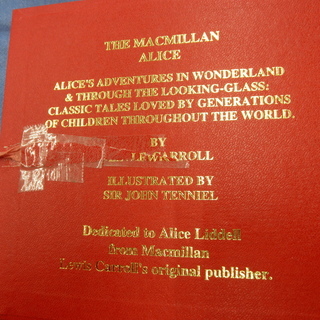 THE MACMILLAN
ALICE
ALICE'S ADVENTURES IN WONDERLAND
& THROUGH THE LOOKING-GLASS:
CLASSIC TALES LOVED BY GENERATIONS
OF CHILDREN THROUGHOUT THE WORLD.
BY
ARROLL
ILLUSTRATED BY
SIR JOHN TENNIEL
Dedicated to Alice Liddell
from Macmillan
Lewis Carroll's original publisher.